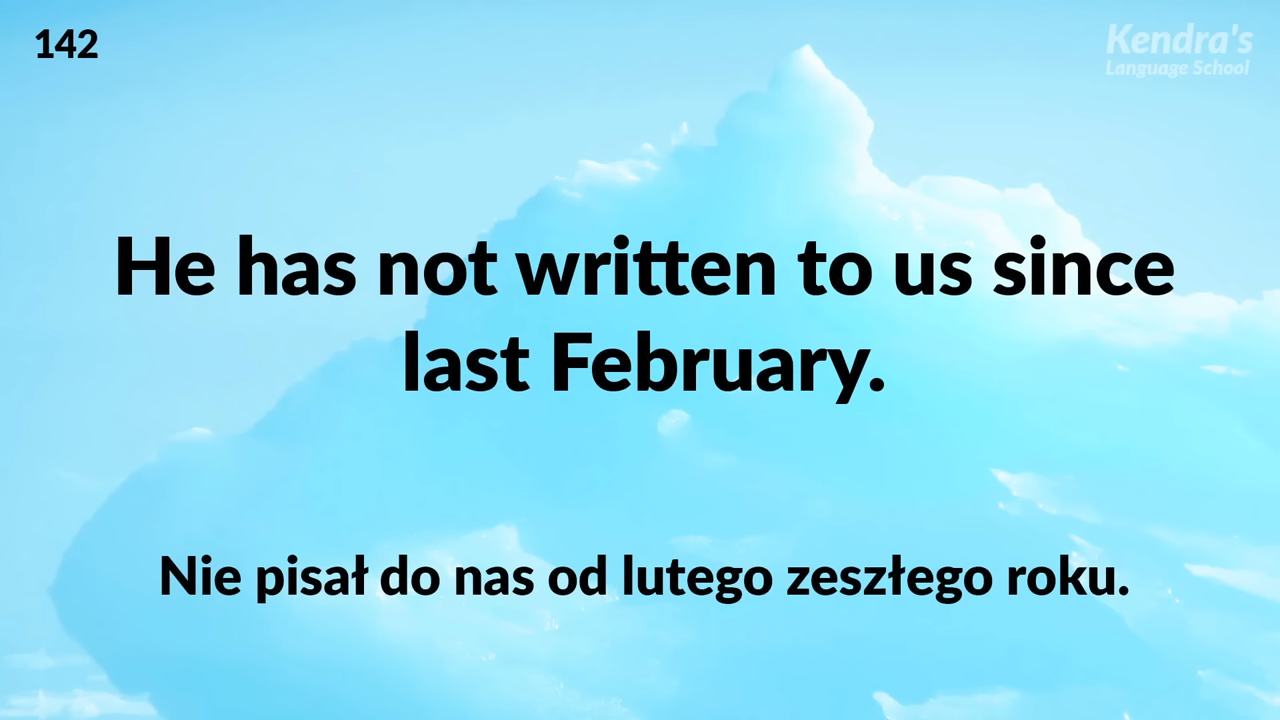 142
Kendra's
Language School
He has not written to us since
last February.
Nie pisał do nas od lutego zeszłego roku.